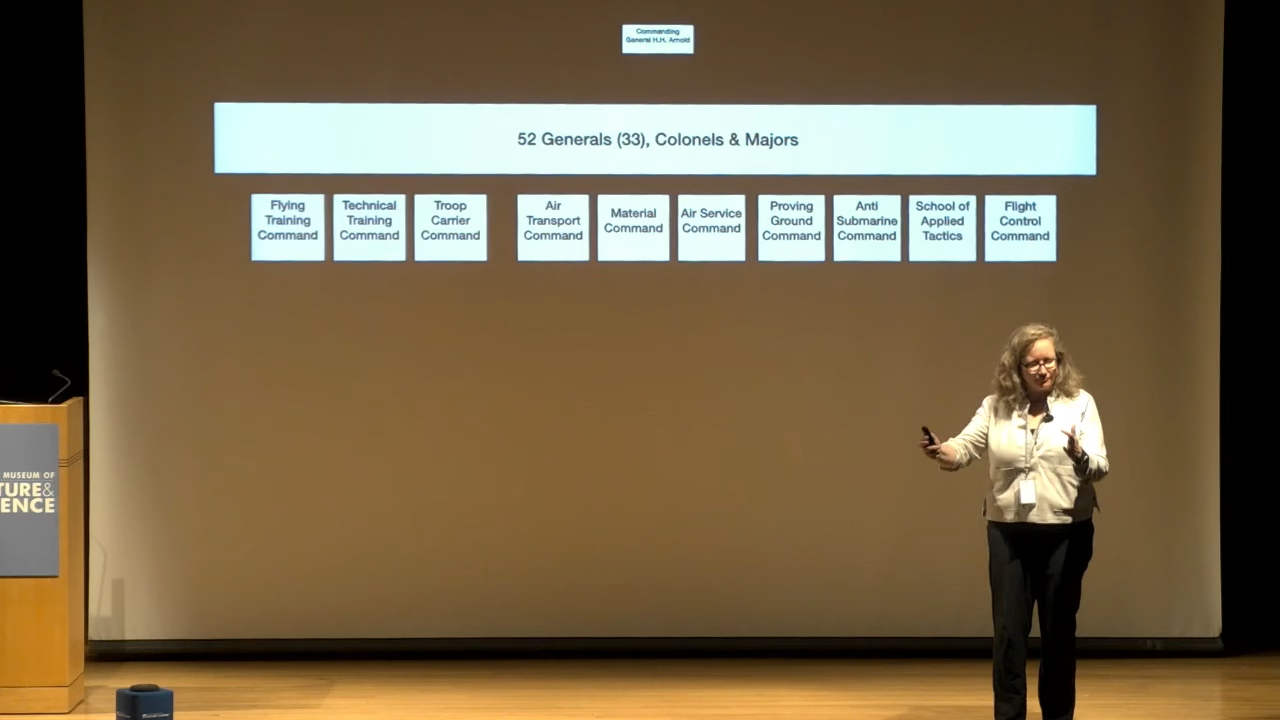 Commanding
General H.H. Arnold
52 Generals (33), Colonels & Majors
Flying
Training
Command
Technical
Training
Command
Troop
Carrier
Command
Air
Transport
Command
Material
Command
Air Service
Command
Proving
Ground
Command
Anti
Submarine
Command
School of
Applied
Tactics
Flight
Control
Command
MUSEUM OF
TURE&
ENCE